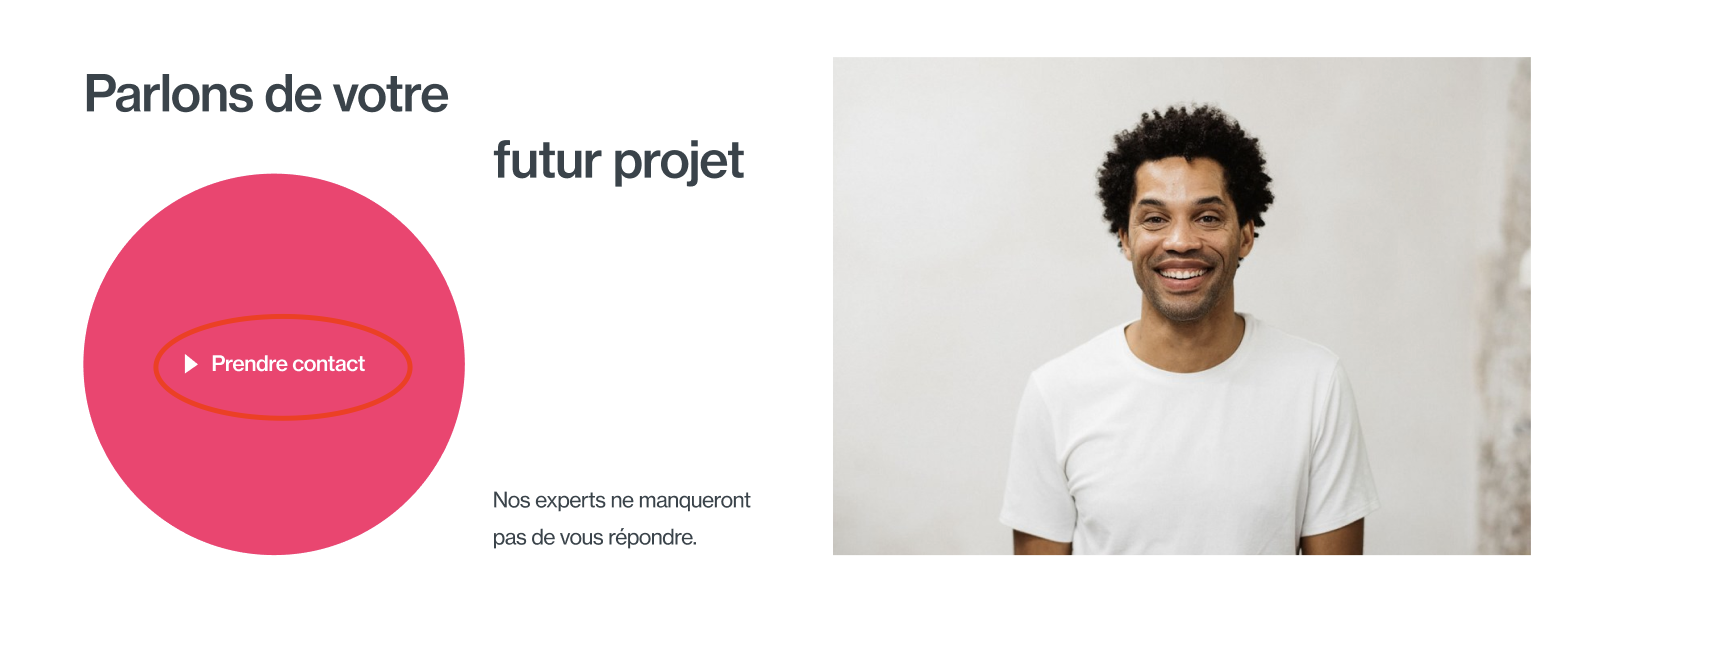 Parlons de votre
futur projet
Prendre contact
Nos experts ne manqueront
pas de vous répondre.